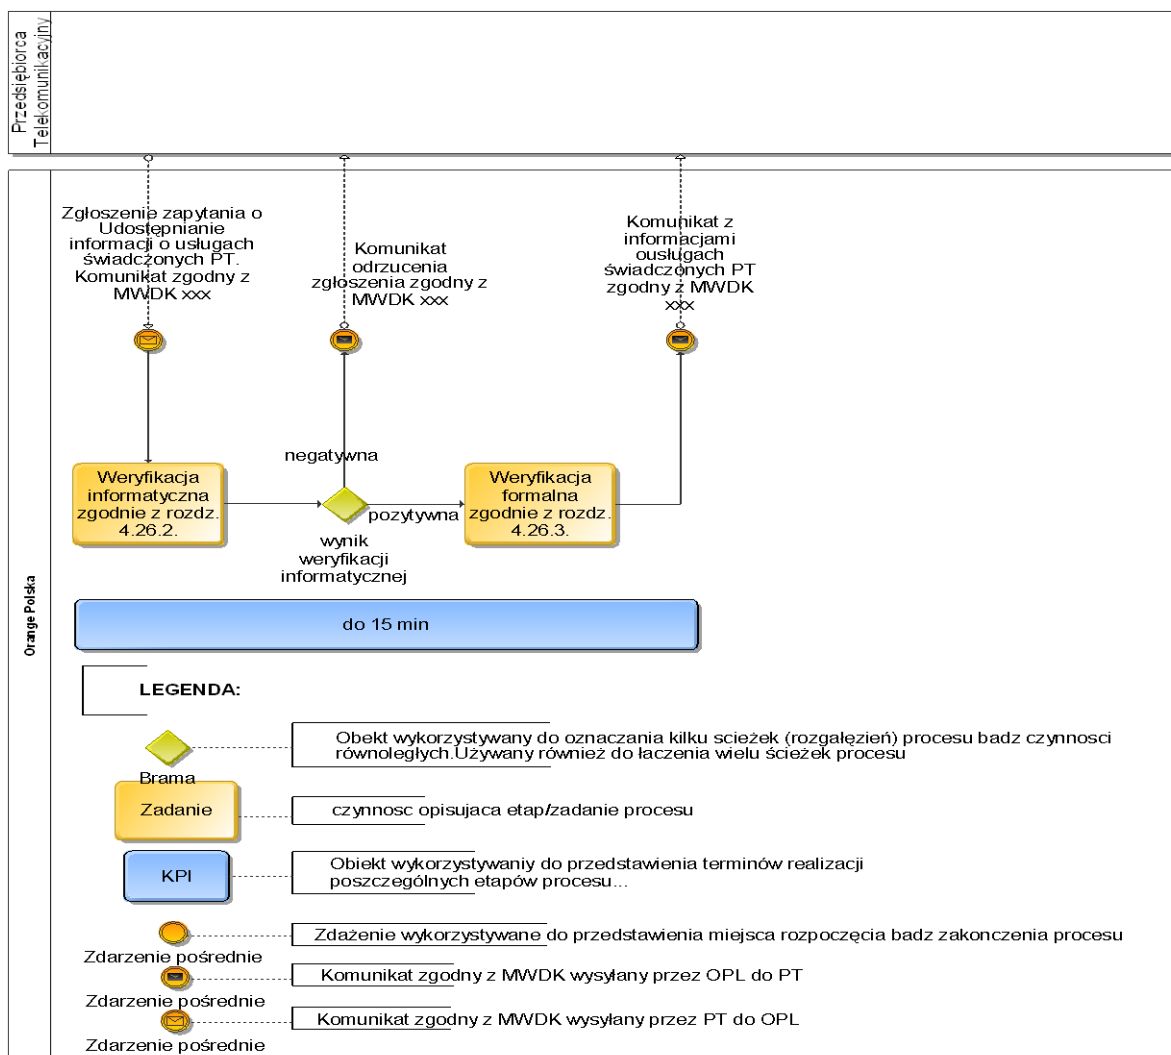 Przedsiębiorca
Telekomunikacyjny
Orange Polska
Zgłoszenie zapytania o
Udostępnianie
informacji o usługach
świadczonych PT.
Komunikat zgodny z
MWDK xxx
Komunikat
odrzucenia
zgłoszenia zgodny z
MWDK xxx
Komunikat z
informacjami
ousługach
świadczonych PT
zgodny z MWDK
xxx
negatywna
Weryfikacja
informatyczna
zgodnie z rozdz.
4.26.2.
pozytywna
wynik
weryfikacji
informatycznej
Weryfikacja
formalna
zgodnie z rozdz.
4.26.3.
do 15 min
LEGENDA:
Brama
Obekt wykorzystywany do oznaczania kilku scieżek (rozgałęzień) procesu badz czynnosci
równoległych.Używany również do łaczenia wielu ścieżek procesu
Zadanie
czynnosc opisujaca etap/zadanie procesu
KPI
Obiekt wykorzystywaniy do przedstawienia terminów realizacji
poszczególnych etapów procesu...
Zdarzenie pośrednie
Zdażenie wykorzystywane do przedstawienia miejsca rozpoczęcia badz zakonczenia procesu
Zdarzenie pośrednie
Komunikat zgodny z MWDK wysyłany przez OPL do PT
Zdarzenie pośrednie
Komunikat zgodny z MWDK wysyłany przez PT do OPL